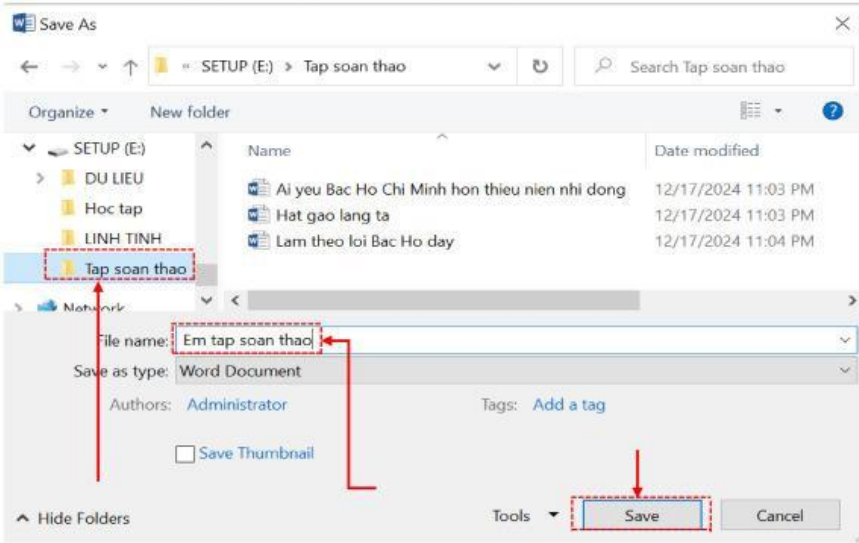 Save As
« SETUP (E:) > Tap soan thao
Search Tap soan thao
Organize
New folder
SETUP (E:)
DU LIEU
Hoc tap
LINH TINH
Tap soan thao
Network
Name
Date modified
Ai yeu Bac Ho Chi Minh hon thieu nien nhi dong 12/17/2024 11:03 PM
Hat gao lang ta 12/17/2024 11:03 PM
Lam theo loi Bac Ho day 12/17/2024 11:04 PM
File name: Em tap soan thao
Save as type: Word Document
Authors: Administrator
Tags: Add a tag
Save Thumbnail
Hide Folders
Tools
Save
Cancel